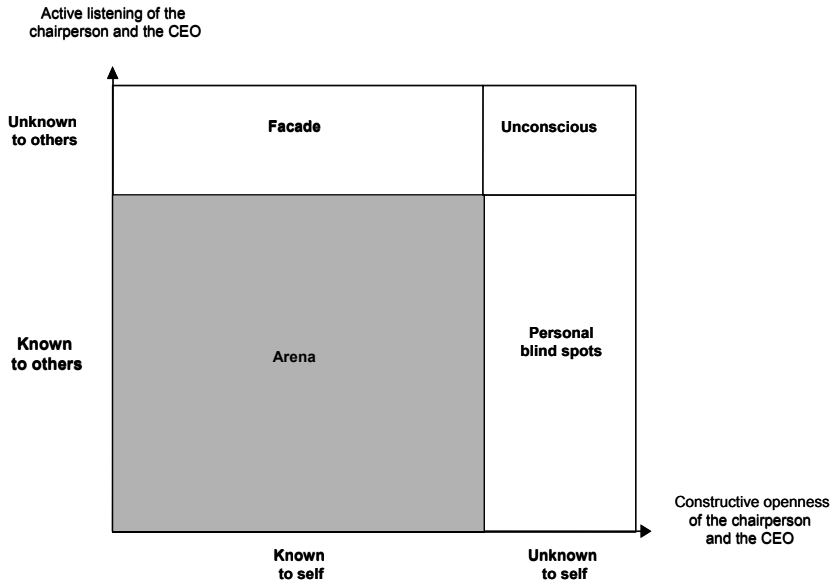 Active listening of the
chairperson and the CEO
Unknown
to others
Facade
Unconscious
Known
to others
Arena
Personal
blind spots
Constructive openness
of the chairperson
and the CEO
Known
to self
Unknown
to self